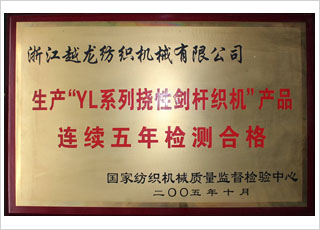 浙江越龙纺织机械有限公司
生产“YL系列挠性剑杆织机”产品
连续五年检测合格
国家纺织机械质量监督检验中心
二〇〇五年十月